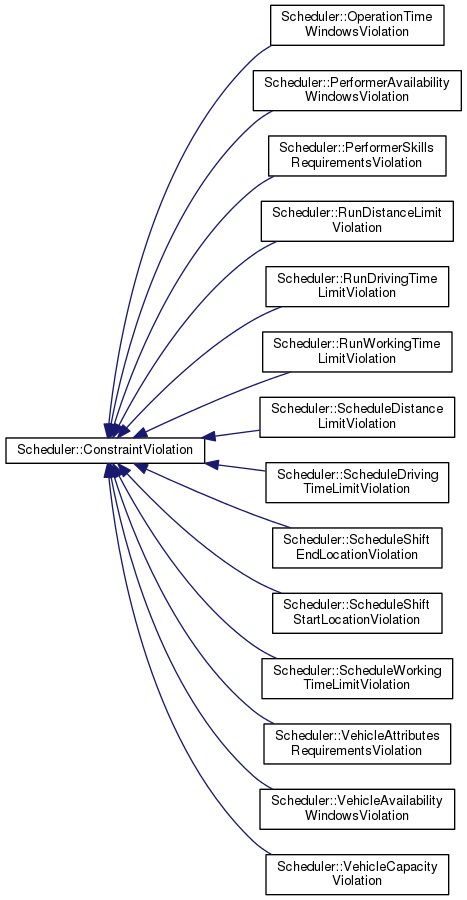 Scheduler::OperationTime
WindowsViolation
Scheduler::PerformerAvailability
WindowsViolation
Scheduler::PerformerSkills
RequirementsViolation
Scheduler::RunDistanceLimit
Violation
Scheduler::RunDrivingTime
LimitViolation
Scheduler::RunWorkingTime
LimitViolation
Scheduler::ScheduleDistance
LimitViolation
Scheduler::ConstraintViolation
Scheduler::ScheduleDriving
TimeLimitViolation
Scheduler::ScheduleShift
EndLocationViolation
Scheduler::ScheduleShift
StartLocationViolation
Scheduler::ScheduleWorking
TimeLimitViolation
Scheduler::VehicleAttributes
RequirementsViolation
Scheduler::VehicleAvailability
WindowsViolation
Scheduler::VehicleCapacity
Violation